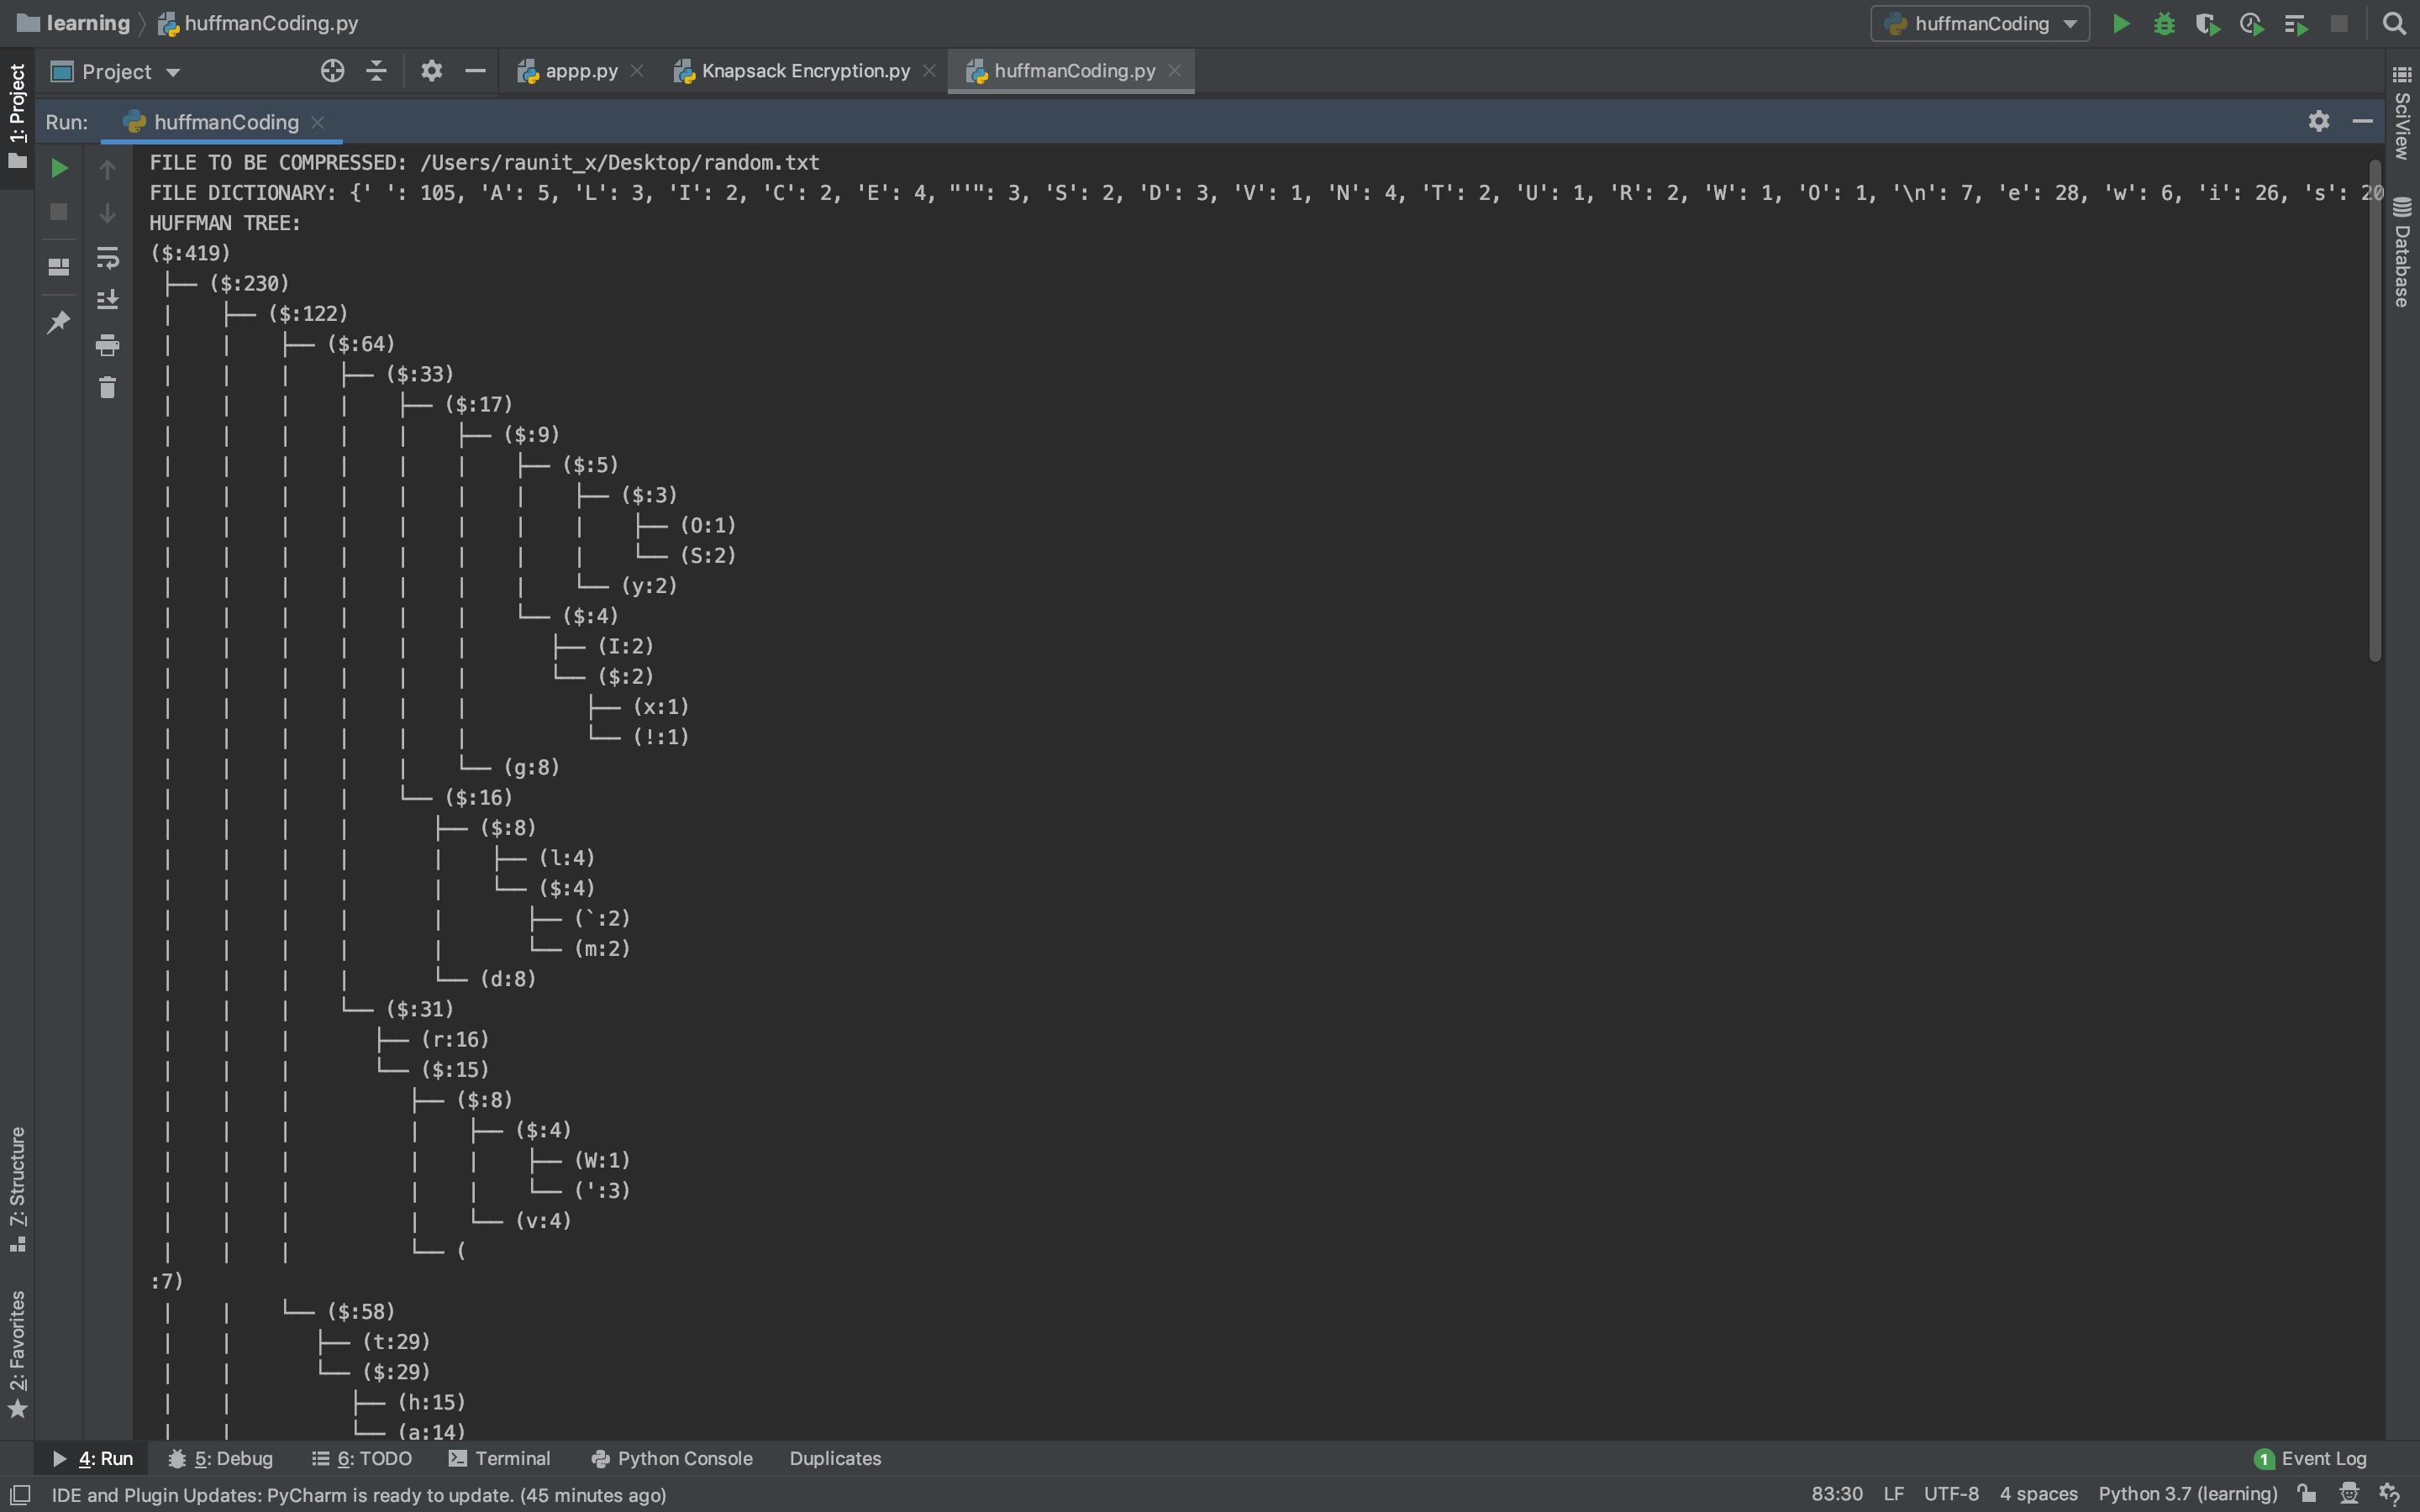 learning huffmanCoding.py huffmanCoding
Project appp.py Knapsack Encryption.py huffmanCoding.py
Run: huffmanCoding
1: Project
SciView
Database
FILE TO BE COMPRESSED: /Users/raunit_x/Desktop/random.txt
FILE DICTIONARY: {' ': 105, 'A': 5, 'L': 3, 'I': 2, 'C': 2, 'E': 4, "'": 3, 'S': 2, 'D': 3, 'V': 1, 'N': 4, 'T': 2, 'U': 1, 'R': 2, 'W': 1, 'O': 1, '\n': 7, 'e': 28, 'w': 6, 'i': 26, 's': 20
HUFFMAN TREE:
($:419)
├── ($:230)
|    ├── ($:122)
|    |    ├── ($:64)
|    |    |    ├── ($:33)
|    |    |    |    ├── ($:17)
|    |    |    |    |    ├── ($:9)
|    |    |    |    |    |    ├── ($:5)
|    |    |    |    |    |    |    ├── ($:3)
|    |    |    |    |    |    |    |    ├── (O:1)
|    |    |    |    |    |    |    |    └── (S:2)
|    |    |    |    |    |    |    └── (y:2)
|    |    |    |    |    |    └── ($:4)
|    |    |    |    |    |       ├── (I:2)
|    |    |    |    |    |       └── ($:2)
|    |    |    |    |    |          ├── (x:1)
|    |    |    |    |    |          └── (!:1)
|    |    |    |    |    └── (g:8)
|    |    |    |    └── ($:16)
|    |    |    |       ├── ($:8)
|    |    |    |       |    ├── (l:4)
|    |    |    |       |    └── ($:4)
|    |    |    |       |       ├── (`:2)
|    |    |    |       |       └── (m:2)
|    |    |    |       └── (d:8)
|    |    |    └── ($:31)
|    |    |       ├── (r:16)
|    |    |       └── ($:15)
|    |    |          ├── ($:8)
|    |    |          |    ├── ($:4)
|    |    |          |    |    ├── (W:1)
|    |    |          |    |    └── (':3)
|    |    |          |    └── (v:4)
|    |    |          └── (
:7)
|    |    └── ($:58)
|    |       ├── (t:29)
|    |       └── ($:29)
|    |          ├── (h:15)
|    |          └── (a:14)
7: Structure
2: Favorites
4: Run 5: Debug 6: TODO Terminal Python Console Duplicates 1 Event Log
IDE and Plugin Updates: PyCharm is ready to update. (45 minutes ago) 83:30 LF UTF-8 4 spaces Python 3.7 (learning)